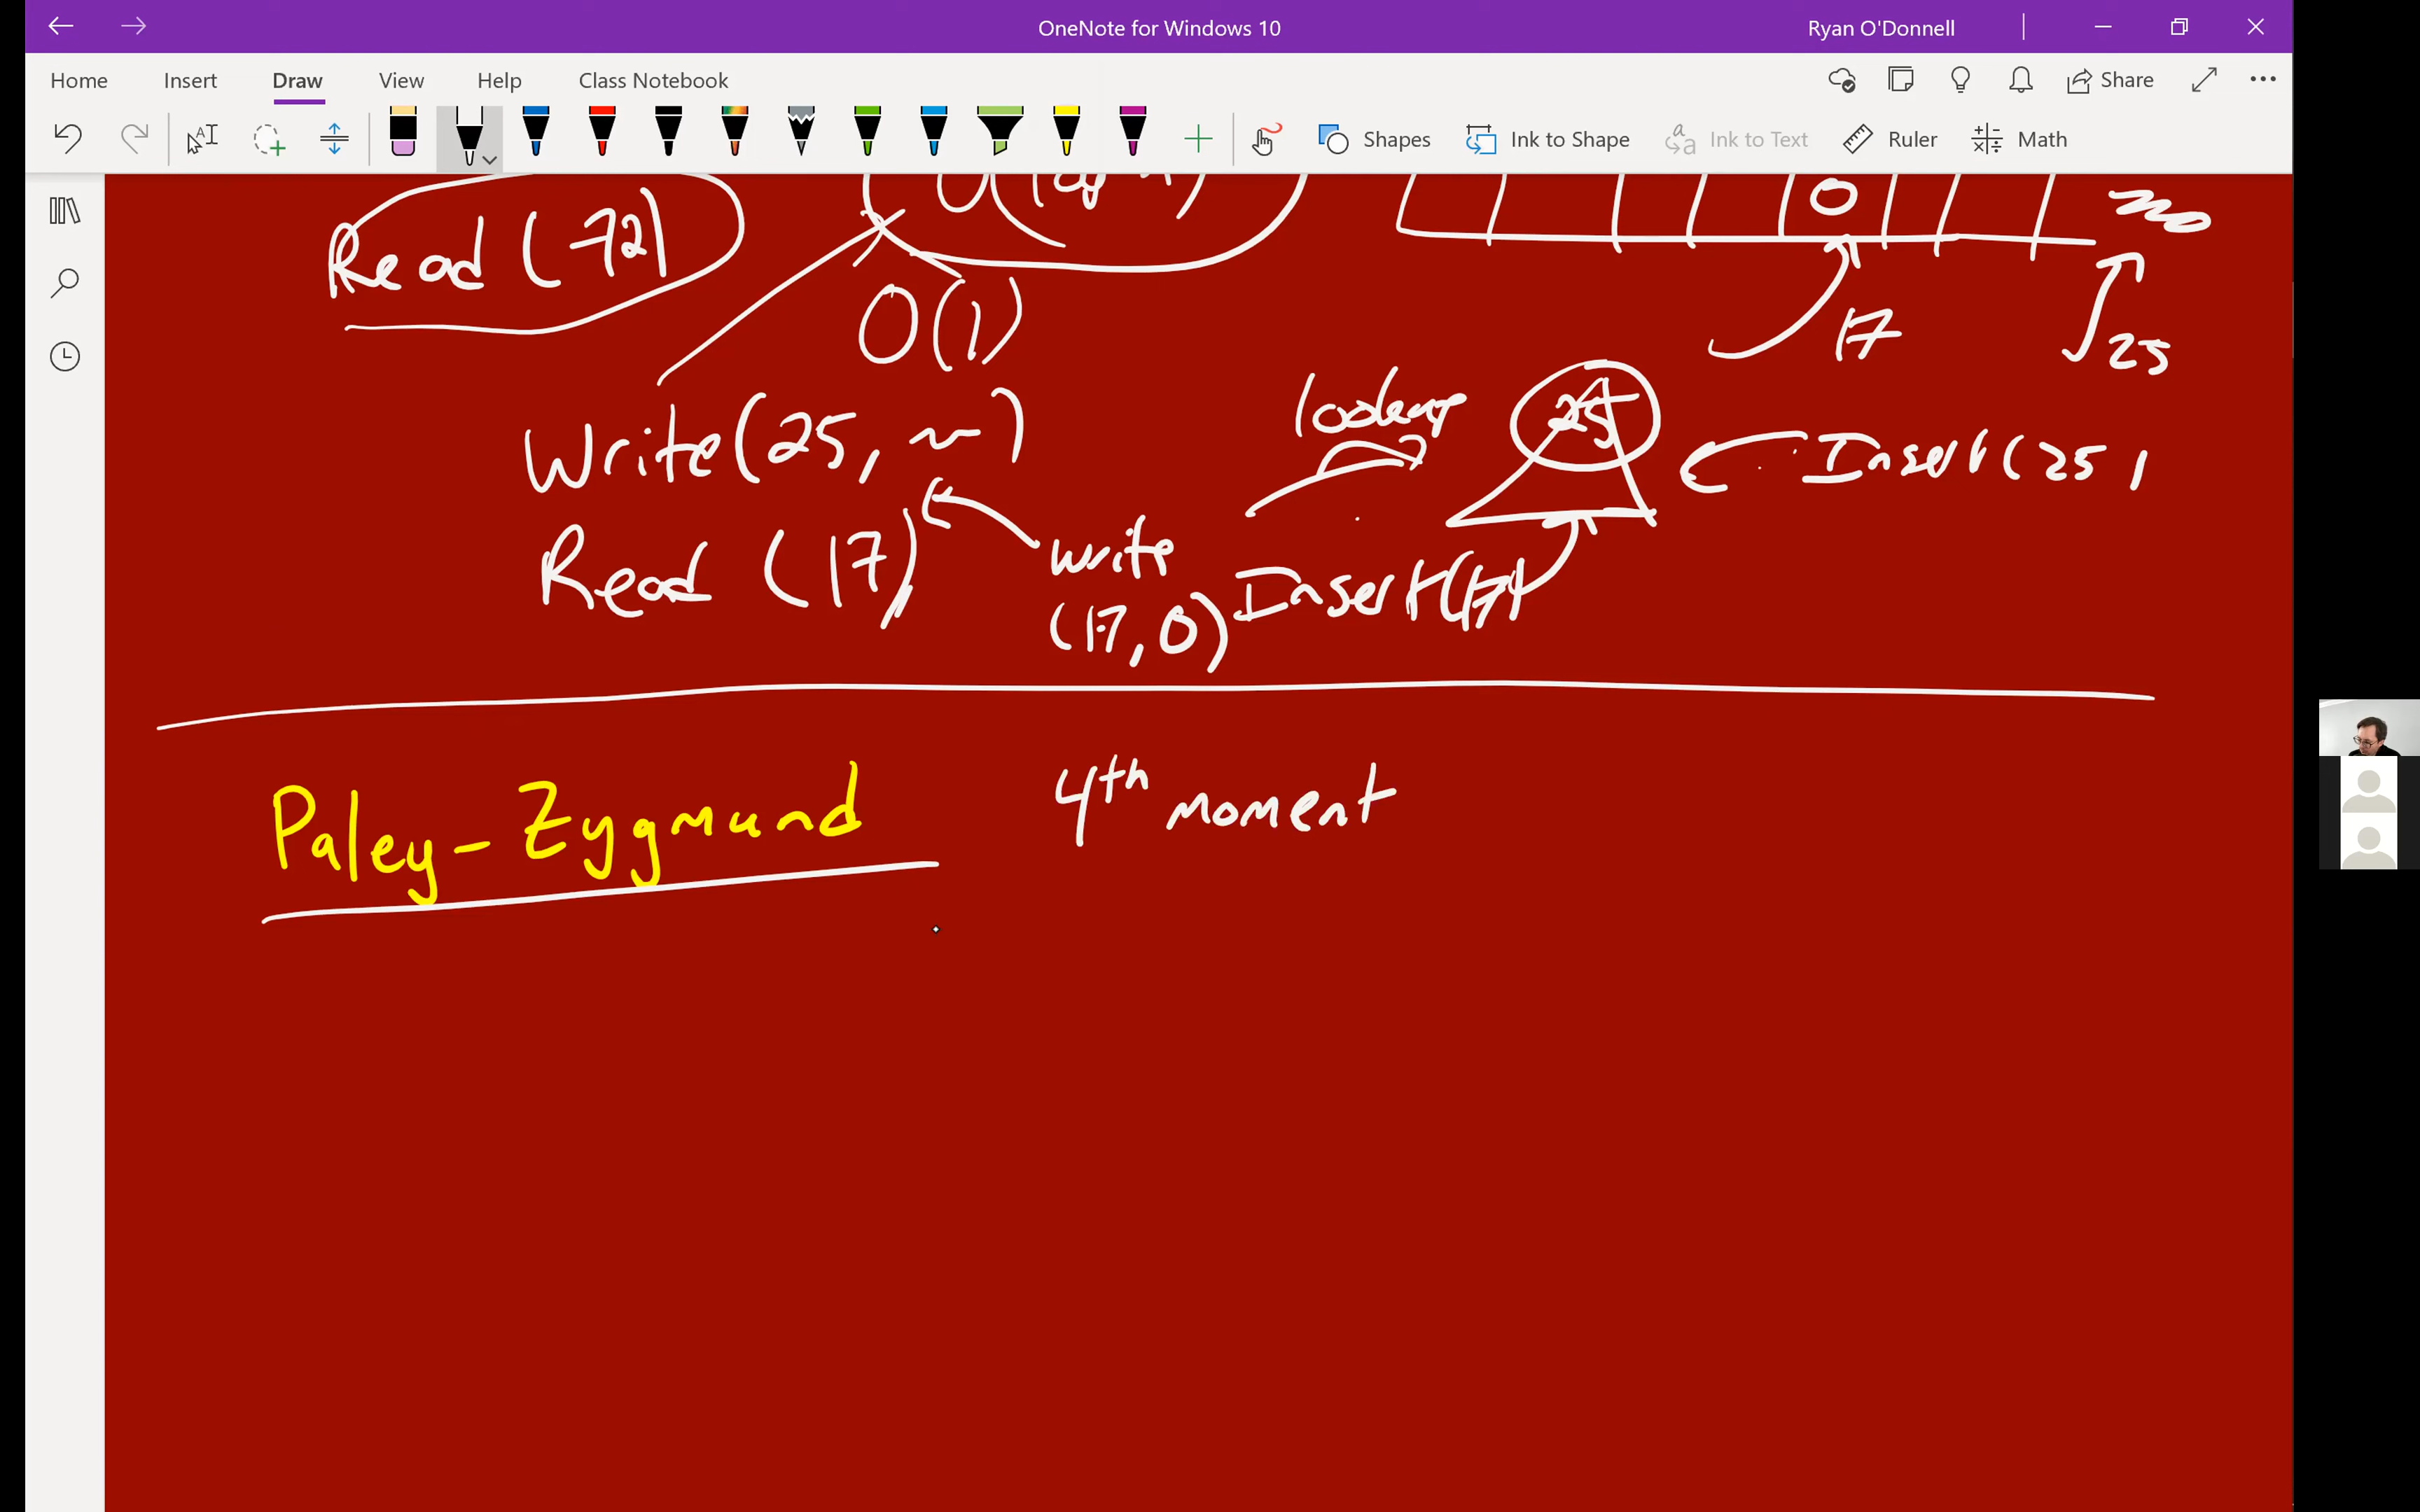 OneNote for Windows 10
Ryan O'Donnell
Home Insert Draw View Help Class Notebook
Share
Shapes Ink to Shape Ink to Text Ruler Math
Read (72)
0
O(1)
17
25
lookup
25
Write(25, ~)
Insert(25,
Read (17)
write
(17, 0)
Insert(17)
Paley-Zygmund
4th moment